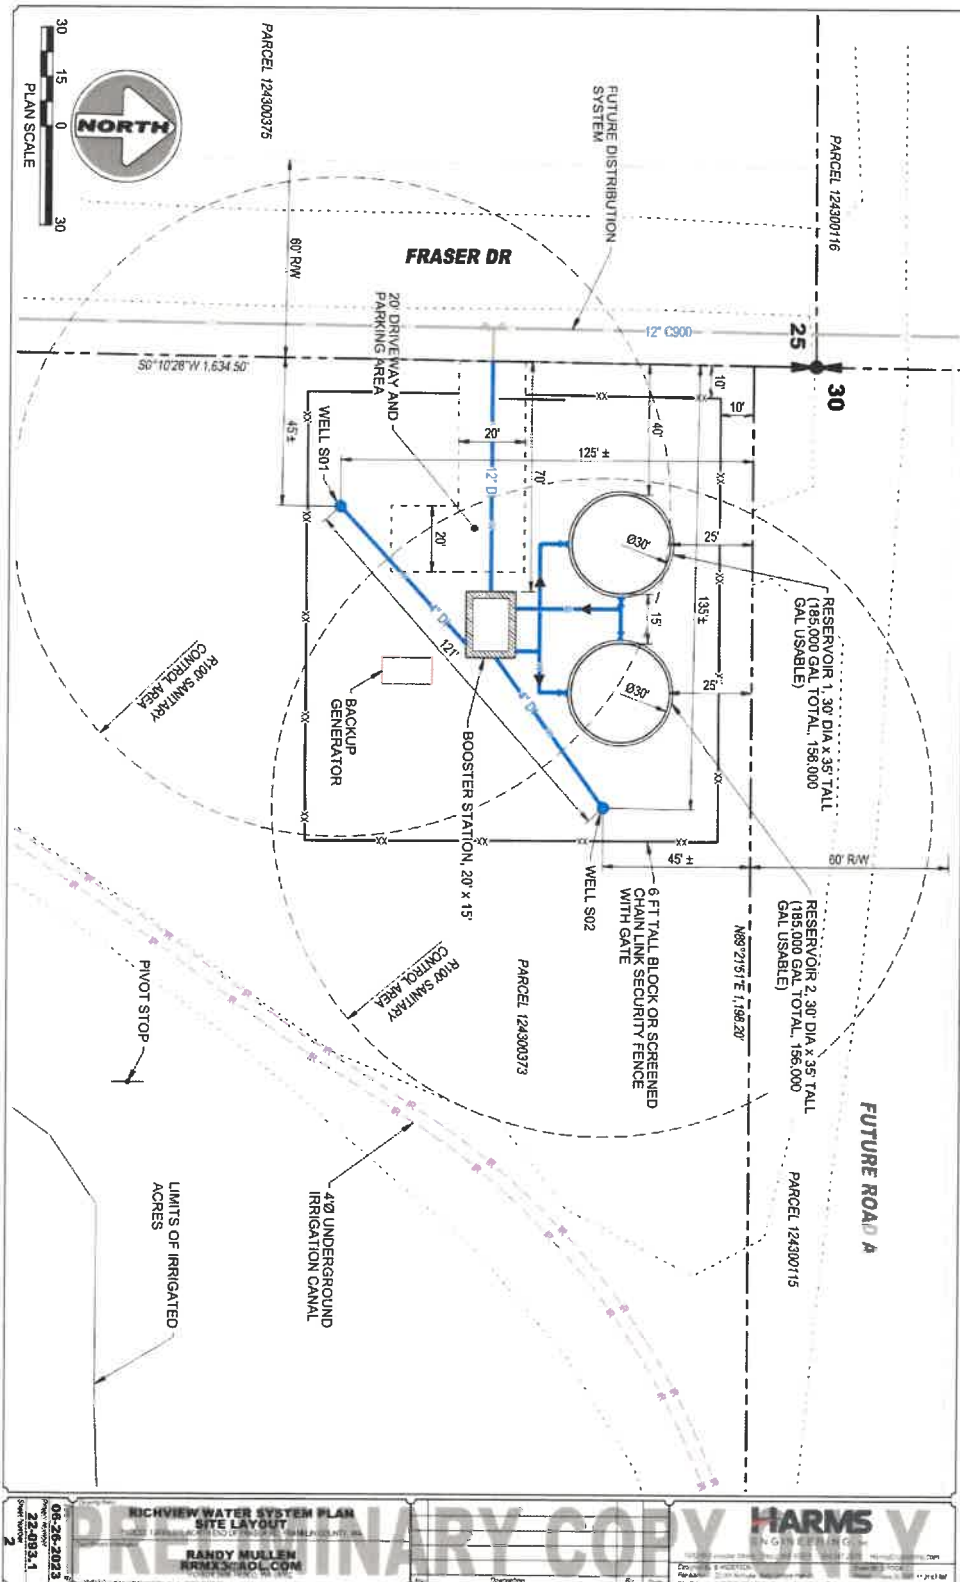 30
15
0
30
PLAN SCALE
NORTH
PARCEL 124300375
60' R/W
FRASER DR
FUTURE DISTRIBUTION
SYSTEM
PARCEL 124300116
12" C900
25
30
S0°10'28"W 1,634.50'
45'±
WELL S01
20' DRIVEWAY AND
PARKING AREA
20'
12" DI
70'
125' ±
40'
10'
10'
20'
4" DI
121'
4" DI
Ø30'
Ø30'
15'
25'
25'
135'±
RESERVOIR 1, 30' DIA x 35' TALL
(185,000 GAL TOTAL, 156,000
GAL USABLE)
RESERVOIR 2, 30' DIA x 35' TALL
(185,000 GAL TOTAL, 156,000
GAL USABLE)
R100' SANITARY
CONTROL AREA
BACKUP
GENERATOR
BOOSTER STATION, 20' x 15'
WELL S02
45' ±
60' R/W
6 FT TALL BLOCK OR SCREENED
CHAIN LINK SECURITY FENCE
WITH GATE
N89°21'51"E 1,198.20'
R100' SANITARY
CONTROL AREA
PARCEL 124300373
PIVOT STOP
FUTURE ROAD A
PARCEL 124300115
4'Ø UNDERGROUND
IRRIGATION CANAL
LIMITS OF IRRIGATED
ACRES
PRELIMINARY COPY ONLY
HARMS
ENGINEERING
RICHVIEW WATER SYSTEM PLAN
SITE LAYOUT
RANDY MULLEN
06-26-2023
22-093.1
Sheet Number
2